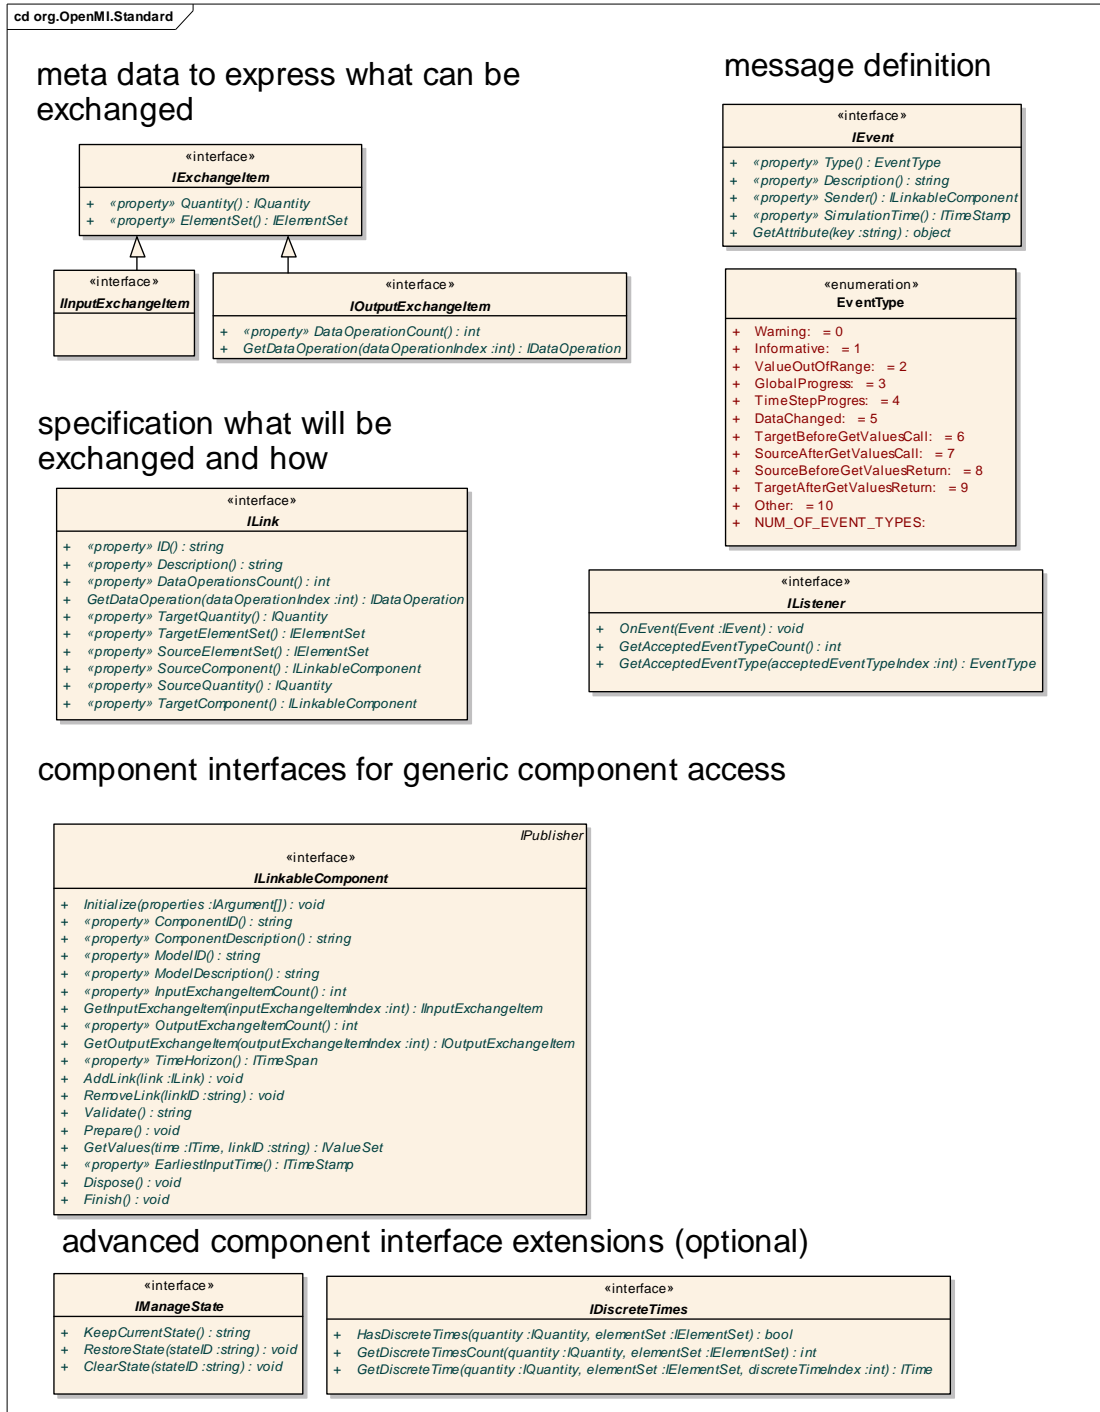 cd org.OpenMI.Standard
meta data to express what can be
exchanged
«interface»
IExchangeItem
+ «property» Quantity() : IQuantity
+ «property» ElementSet() : IElementSet
«interface»
IInputExchangeItem
«interface»
IOutputExchangeItem
+ «property» DataOperationCount() : int
+ GetDataOperation(dataOperationIndex :int) : IDataOperation
message definition
«interface»
IEvent
+ «property» Type() : EventType
+ «property» Description() : string
+ «property» Sender() : ILinkableComponent
+ «property» SimulationTime() : ITimeStamp
+ GetAttribute(key :string) : object
«enumeration»
EventType
+ Warning: = 0
+ Informative: = 1
+ ValueOutOfRange: = 2
+ GlobalProgress: = 3
+ TimeStepProgres: = 4
+ DataChanged: = 5
+ TargetBeforeGetValuesCall: = 6
+ SourceAfterGetValuesCall: = 7
+ SourceBeforeGetValuesReturn: = 8
+ TargetAfterGetValuesReturn: = 9
+ Other: = 10
+ NUM_OF_EVENT_TYPES:
specification what will be
exchanged and how
«interface»
ILink
+ «property» ID() : string
+ «property» Description() : string
+ «property» DataOperationsCount() : int
+ GetDataOperation(dataOperationIndex :int) : IDataOperation
+ «property» TargetQuantity() : IQuantity
+ «property» TargetElementSet() : IElementSet
+ «property» SourceElementSet() : IElementSet
+ «property» SourceComponent() : ILinkableComponent
+ «property» SourceQuantity() : IQuantity
+ «property» TargetComponent() : ILinkableComponent
«interface»
IListener
+ OnEvent(Event :IEvent) : void
+ GetAcceptedEventTypeCount() : int
+ GetAcceptedEventType(acceptedEventTypeIndex :int) : EventType
component interfaces for generic component access
IPublisher
«interface»
ILinkableComponent
+ Initialize(properties :IArgument[]) : void
+ «property» ComponentID() : string
+ «property» ComponentDescription() : string
+ «property» ModelID() : string
+ «property» ModelDescription() : string
+ «property» InputExchangeItemCount() : int
+ GetInputExchangeItem(inputExchangeItemIndex :int) : IInputExchangeItem
+ «property» OutputExchangeItemCount() : int
+ GetOutputExchangeItem(outputExchangeItemIndex :int) : IOutputExchangeItem
+ «property» TimeHorizon() : ITimeSpan
+ AddLink(link :ILink) : void
+ RemoveLink(linkID :string) : void
+ Validate() : string
+ Prepare() : void
+ GetValues(time :ITime, linkID :string) : IValueSet
+ «property» EarliestInputTime() : ITimeStamp
+ Dispose() : void
+ Finish() : void
advanced component interface extensions (optional)
«interface»
IManageState
+ KeepCurrentState() : string
+ RestoreState(stateID :string) : void
+ ClearState(stateID :string) : void
«interface»
IDiscreteTimes
+ HasDiscreteTimes(quantity :IQuantity, elementSet :IElementSet) : bool
+ GetDiscreteTimesCount(quantity :IQuantity, elementSet :IElementSet) : int
+ GetDiscreteTime(quantity :IQuantity, elementSet :IElementSet, discreteTimeIndex :int) : ITime